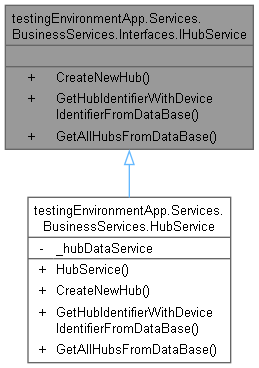 testingEnvironmentApp.Services.
BusinessServices.Interfaces.IHubService
+ CreateNewHub()
+ GetHubIdentifierWithDevice
IdentifierFromDataBase()
+ GetAllHubsFromDataBase()
testingEnvironmentApp.Services.
BusinessServices.HubService
- _hubDataService
+ HubService()
+ CreateNewHub()
+ GetHubIdentifierWithDevice
IdentifierFromDataBase()
+ GetAllHubsFromDataBase()